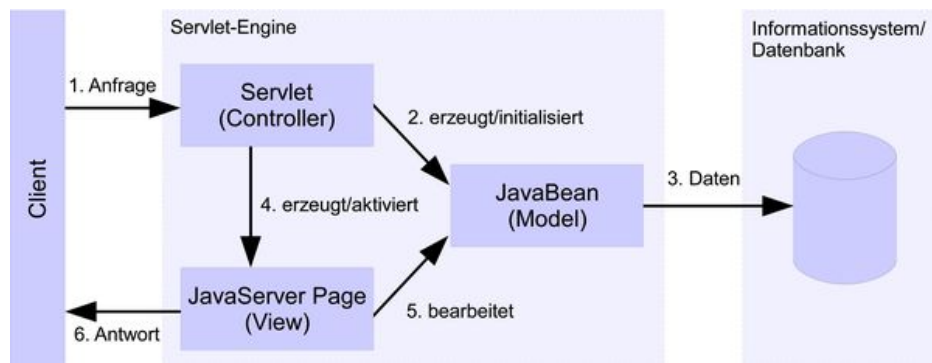 Servlet-Engine
Informationssystem/
Datenbank
1. Anfrage
Servlet
(Controller)
2. erzeugt/initialisiert
Client
JavaBean
(Model)
3. Daten
4. erzeugt/aktiviert
JavaServer Page
(View)
5. bearbeitet
6. Antwort